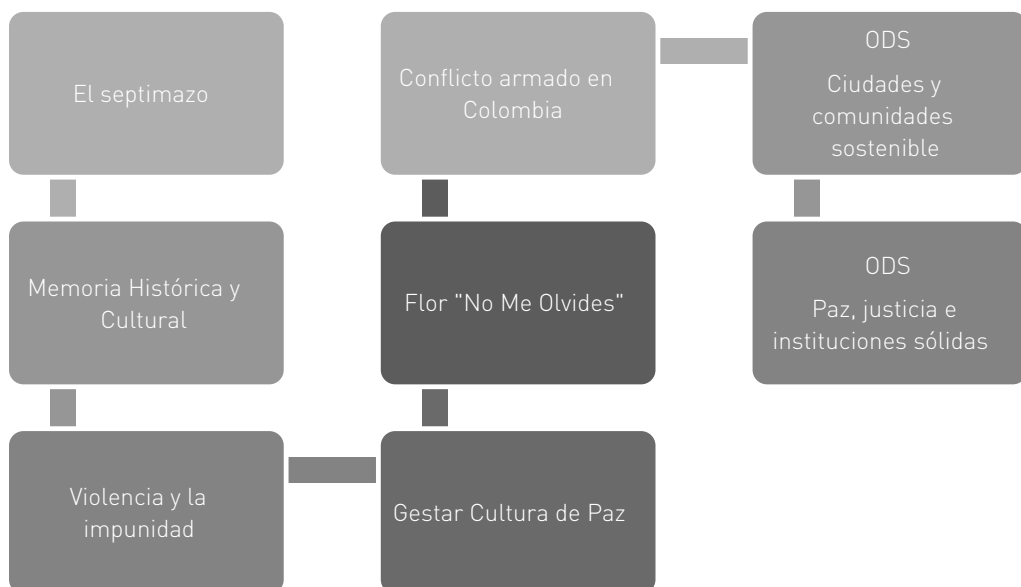 El septimazo
Memoria Histórica y
Cultural
Violencia y la
impunidad
Gestar Cultura de Paz
Flor "No Me Olvides"
Conflicto armado en
Colombia
ODS
Ciudades y
comunidades
sostenible
ODS
Paz, justicia e
instituciones sólidas